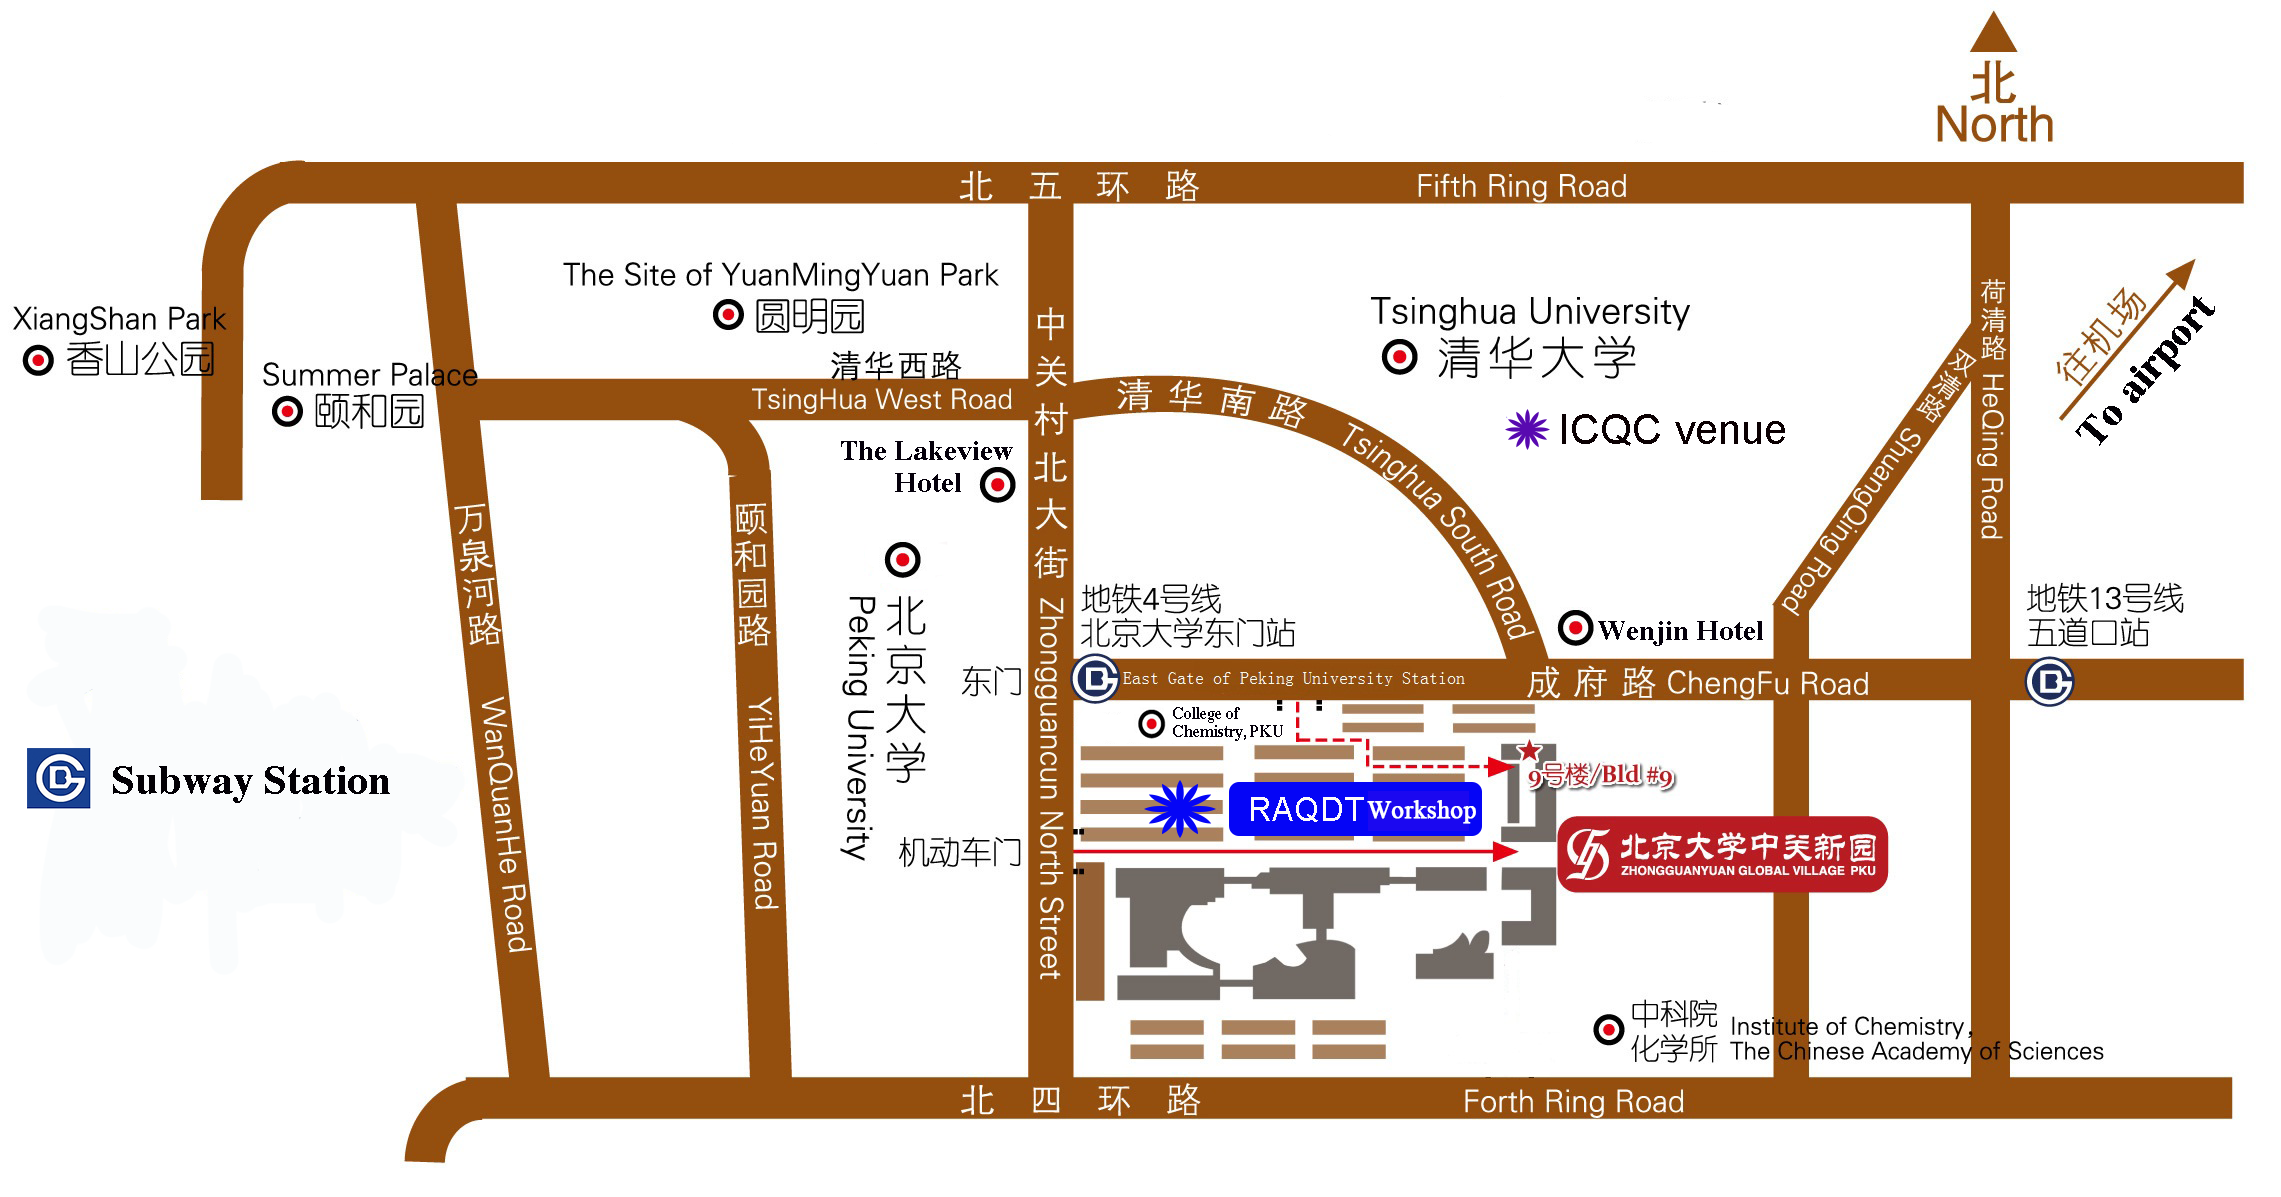 北
North
北 五 环 路
Fifth Ring Road
The Site of YuanMingYuan Park
圆明园
XiangShan Park
香山公园
Summer Palace
颐和园
清华西路
TsingHua West Road
The Lakeview
Hotel
中关村北大街 Zhongguancun North Street
清华南路 Tsinghua South Road
Tsinghua University
清华大学
ICQC venue
荷清路 HeQing Road
双清路 ShuangQing Road
往机场
To airport
万泉河路 WanQuanHe Road
颐和园路 YiHeYuan Road
北京大学
Peking University
地铁4号线
北京大学东门站
东门
East Gate of Peking University Station
Wenjin Hotel
成府路 ChengFu Road
地铁13号线
五道口站
College of
Chemistry, PKU
Subway Station
9号楼/Bld #9
RAQDT Workshop
机动车门
北京大学中关新园
ZHONGGUANYUAN GLOBAL VILLAGE PKU
中科院
化学所
Institute of Chemistry,
The Chinese Academy of Sciences
北 四 环 路
Forth Ring Road